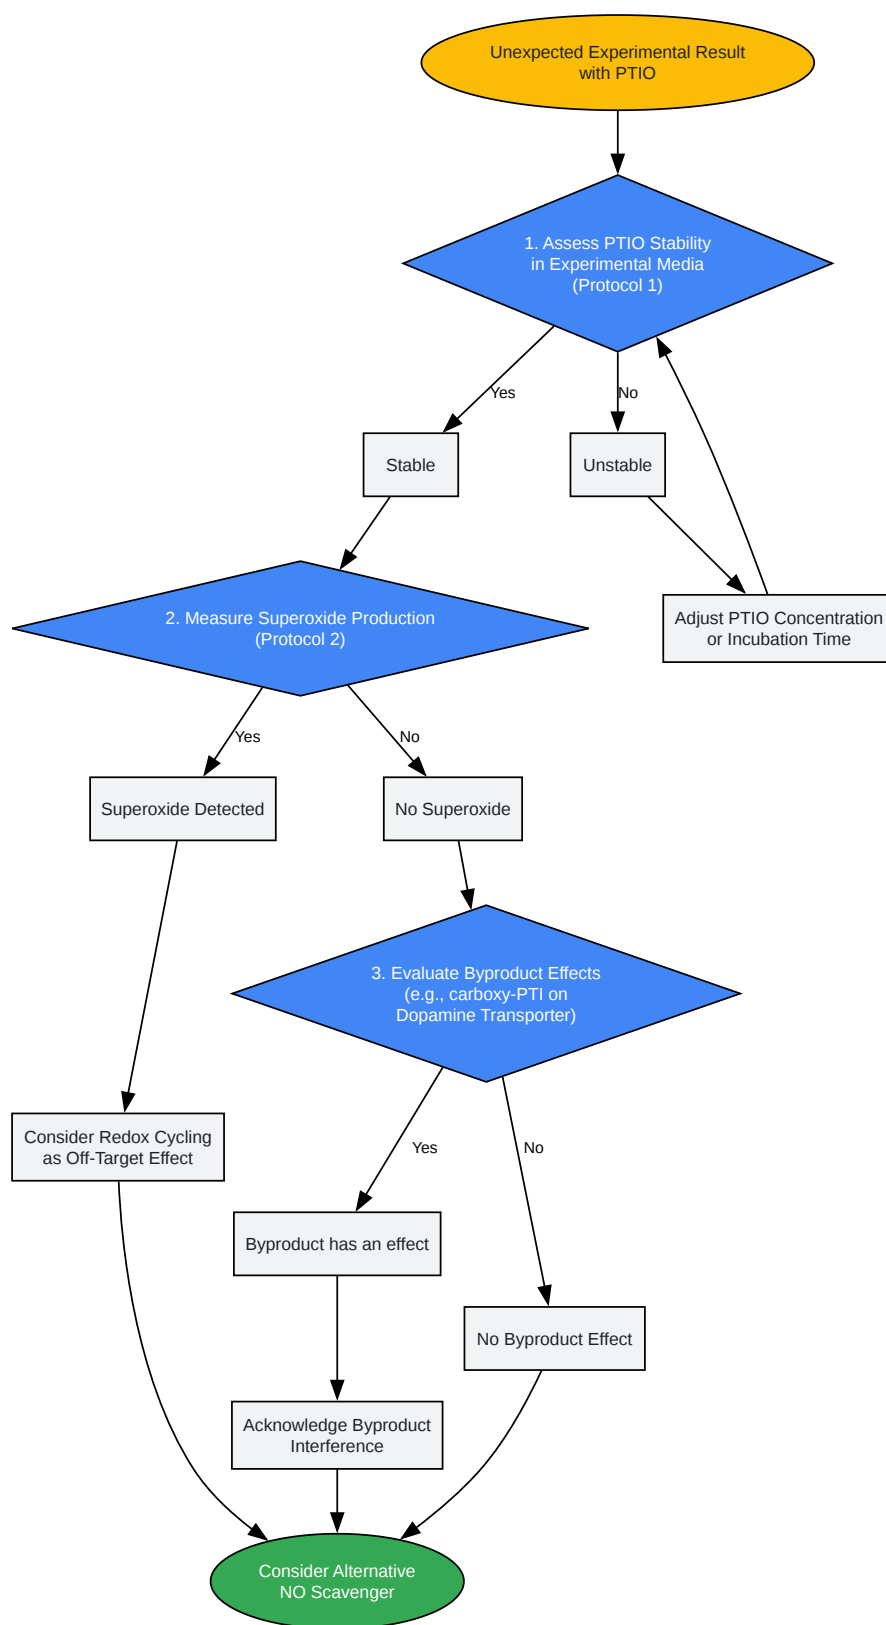 Unexpected Experimental Result
with PTIO
1. Assess PTIO Stability
in Experimental Media
(Protocol 1)
Yes
No
Stable
Unstable
2. Measure Superoxide Production
(Protocol 2)
Adjust PTIO Concentration
or Incubation Time
Yes
No
Superoxide Detected
No Superoxide
3. Evaluate Byproduct Effects
(e.g., carboxy-PTI on
Dopamine Transporter)
Consider Redox Cycling
as Off-Target Effect
Yes
No
Byproduct has an effect
No Byproduct Effect
Acknowledge Byproduct
Interference
Consider Alternative
NO Scavenger